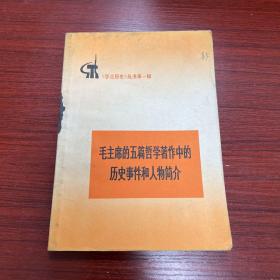 《学点历史》丛书第一辑
毛主席的五篇哲学著作中的
历史事件和人物简介